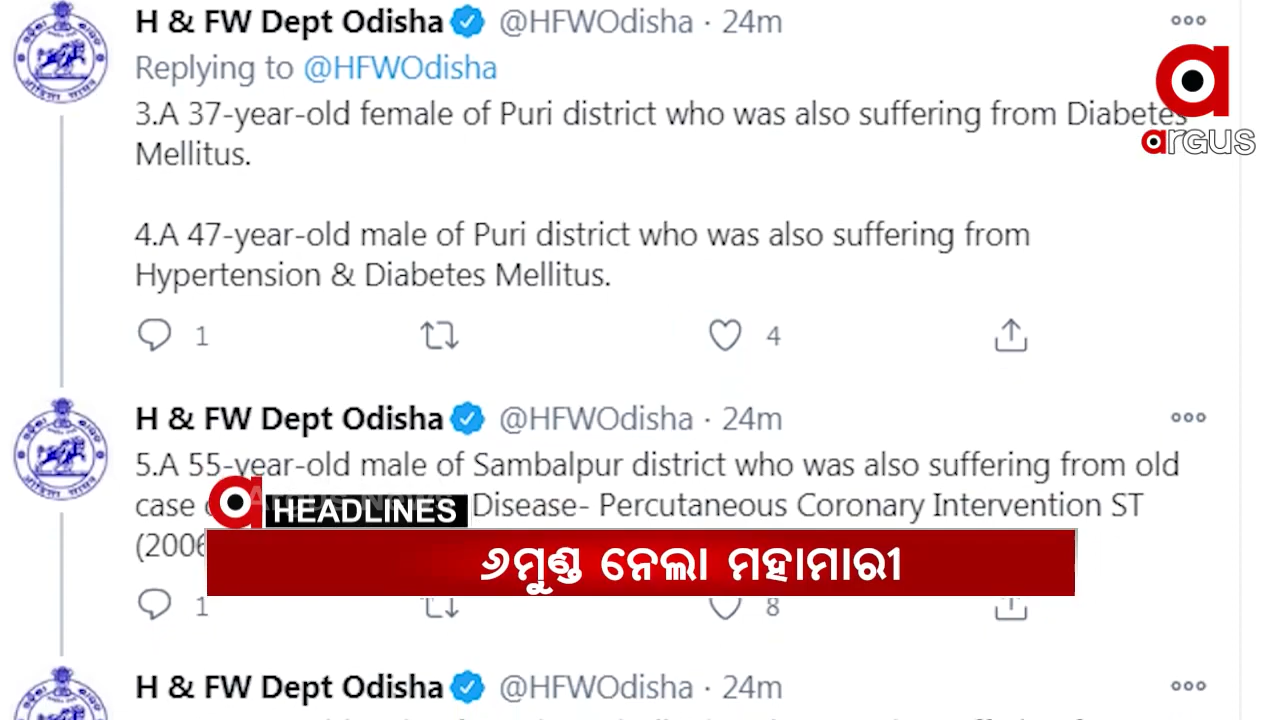 H & FW Dept Odisha @HFWOdisha · 24m
Replying to @HFWOdisha
3.A 37-year-old female of Puri district who was also suffering from Diabetes
Mellitus.
argus
4.A 47-year-old male of Puri district who was also suffering from
Hypertension & Diabetes Mellitus.
1 4
H & FW Dept Odisha @HFWOdisha · 24m
5.A 55-year-old male of Sambalpur district who was also suffering from old
case Disease- Percutaneous Coronary Intervention ST
HEADLINES
(2006
୬ମୁଣ୍ଡ ନେଲା ମହାମାରୀ
1 8
H & FW Dept Odisha @HFWOdisha · 24m